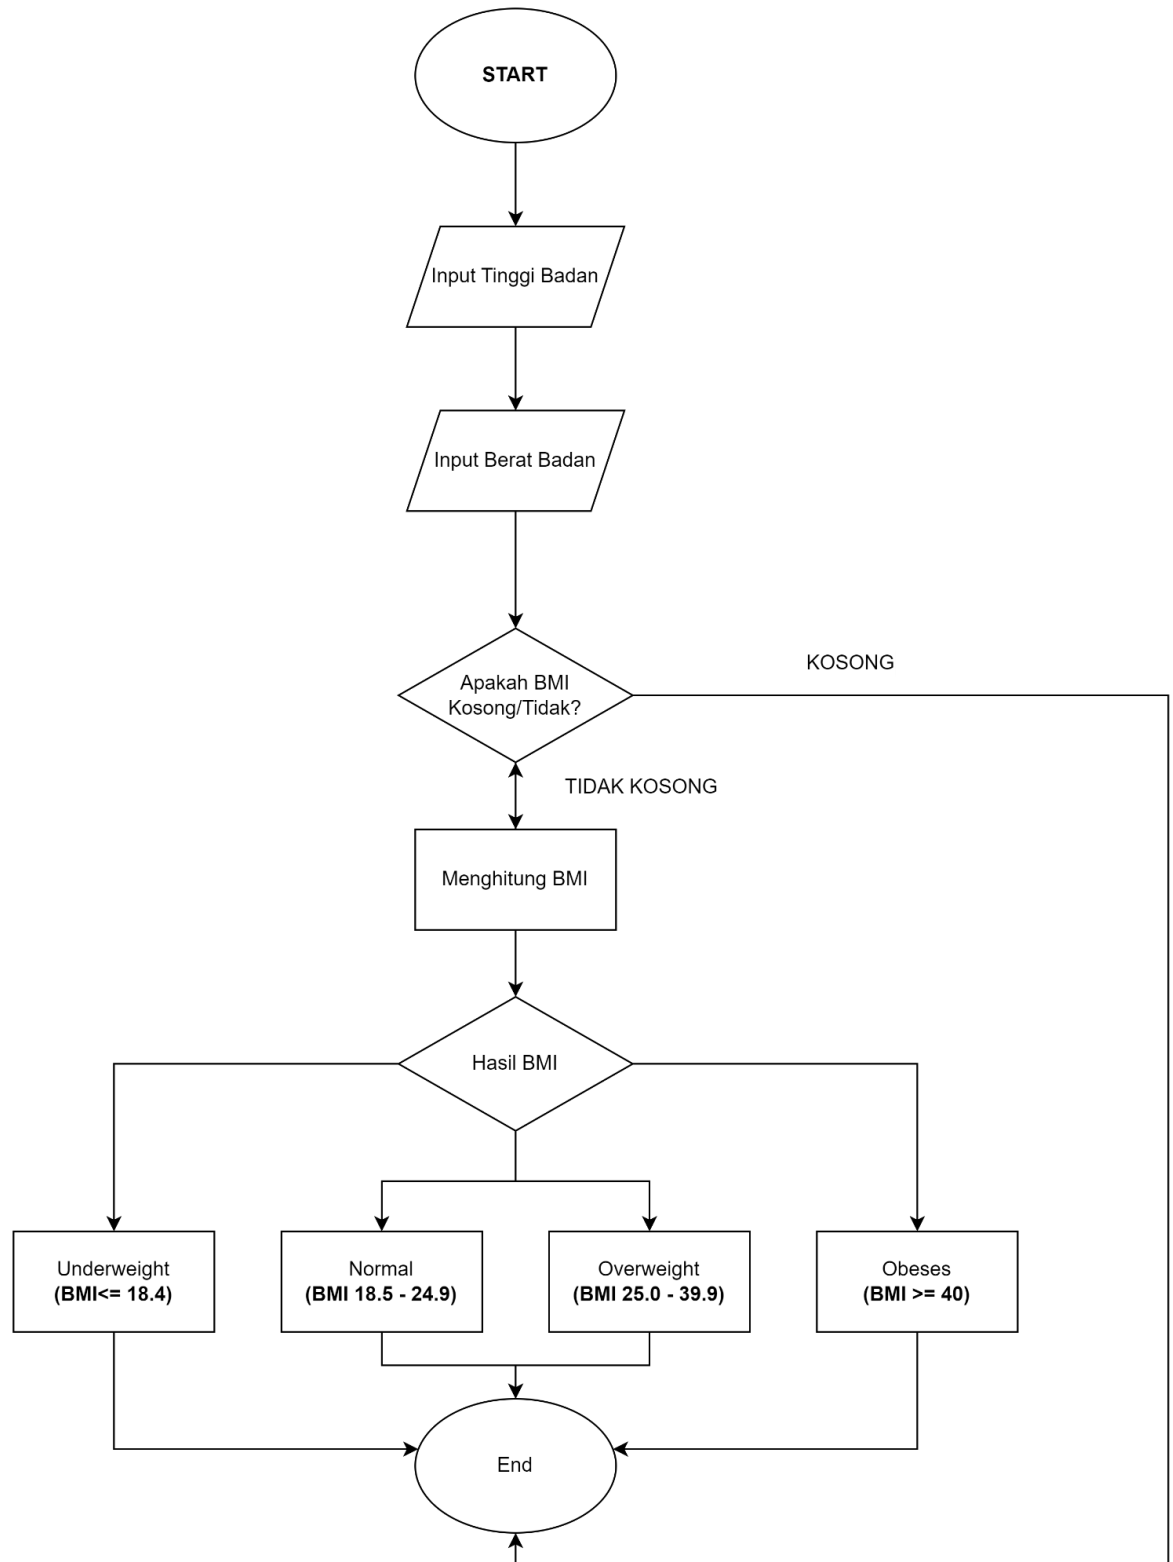 START
Input Tinggi Badan
Input Berat Badan
Apakah BMI
Kosong/Tidak?
KOSONG
TIDAK KOSONG
Menghitung BMI
Hasil BMI
Underweight
(BMI<= 18.4)
Normal
(BMI 18.5 - 24.9)
Overweight
(BMI 25.0 - 39.9)
Obeses
(BMI >= 40)
End